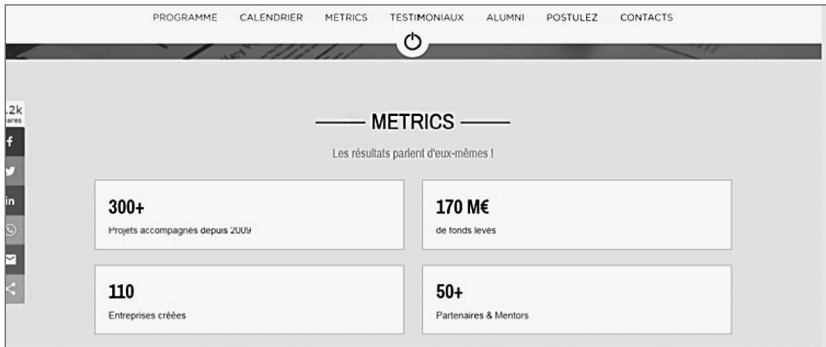 PROGRAMME CALENDRIER METRICS TESTIMONIAUX ALUMNI POSTULEZ CONTACTS
.2k
METRICS
Les résultats parlent d'eux-mêmes !
300+
Projets accompagnés depuis 2009
170 M€
de fonds levés
110
Entreprises créées
50+
Partenaires & Mentors